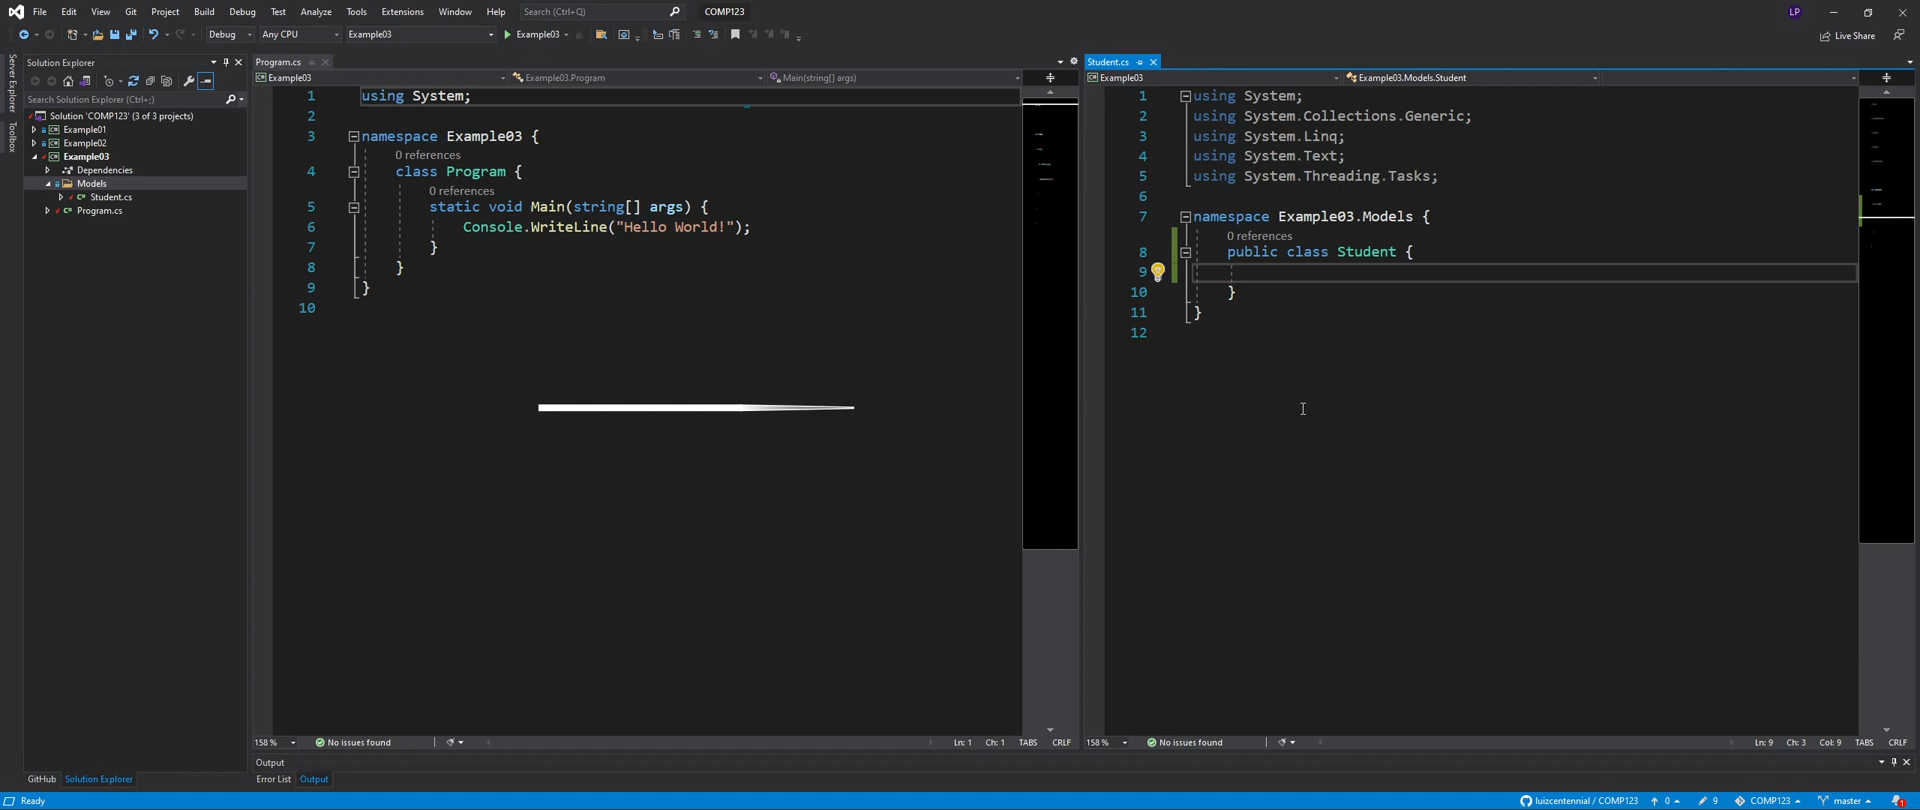 File Edit View Git Project Build Debug Test Analyze Tools Extensions Window Help Search (Ctrl+Q) COMP123 LP
Debug Any CPU Example03 Example03 Live Share
Server Explorer
Toolbox
Solution Explorer
Search Solution Explorer (Ctrl+;)
Solution 'COMP123' (3 of 3 projects)
Example01
Example02
Example03
Dependencies
Models
Student.cs
Program.cs
GitHub Solution Explorer
Program.cs
Example03 Example03.Program Main(string[] args)
1 using System;
2
3 namespace Example03 {
0 references
4 class Program {
0 references
5 static void Main(string[] args) {
6 Console.WriteLine("Hello World!");
7 }
8 }
9 }
10
158 % No issues found Ln: 1 Ch: 1 TABS CRLF
Student.cs
Example03 Example03.Models.Student
1 using System;
2 using System.Collections.Generic;
3 using System.Linq;
4 using System.Text;
5 using System.Threading.Tasks;
6
7 namespace Example03.Models {
0 references
8 public class Student {
9
10 }
11 }
12
158 % No issues found Ln: 9 Ch: 3 Col: 9 TABS CRLF
Output
Error List Output
Ready luizcentennial / COMP123 0 9 COMP123 master 1